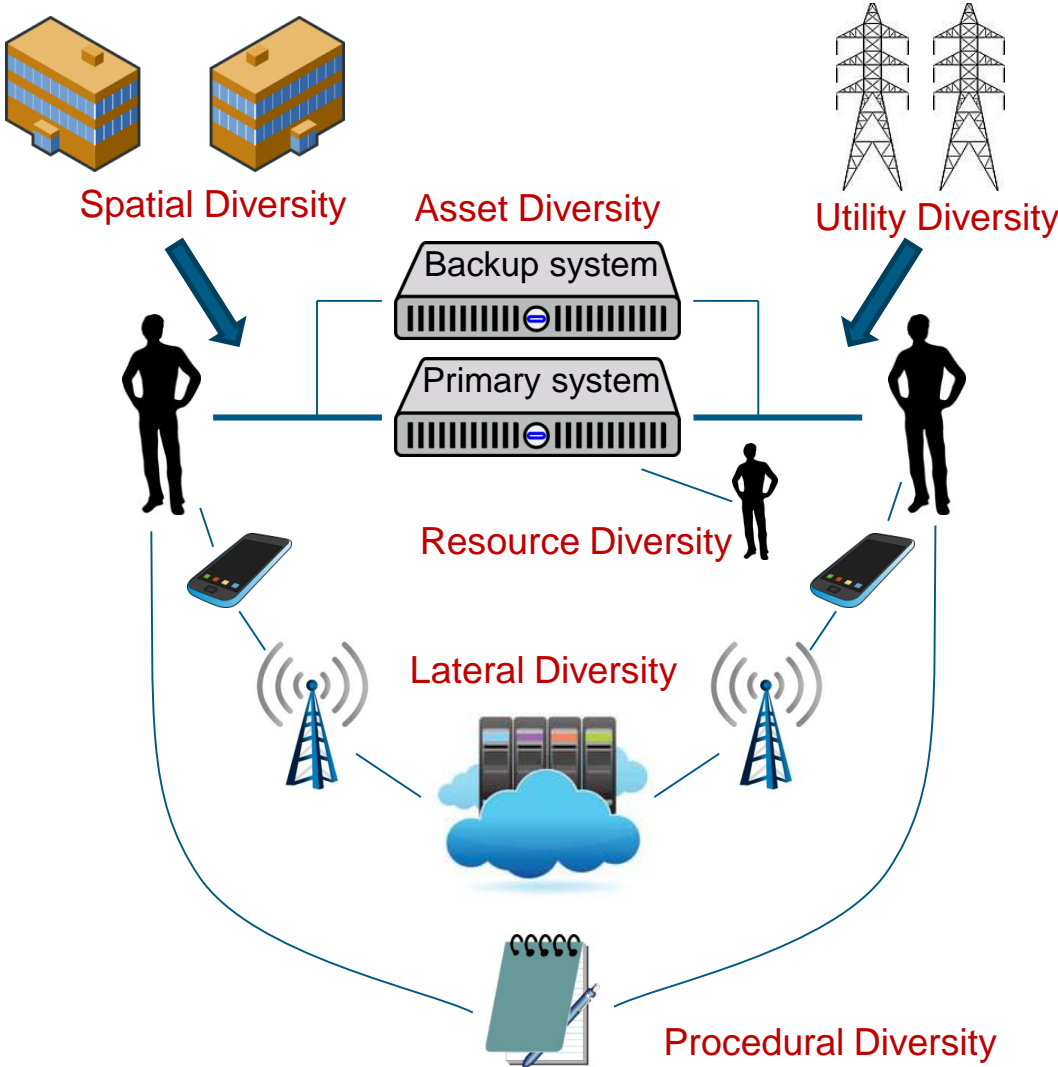 Spatial Diversity
Asset Diversity
Utility Diversity
Backup system
Primary system
Resource Diversity
Lateral Diversity
Procedural Diversity